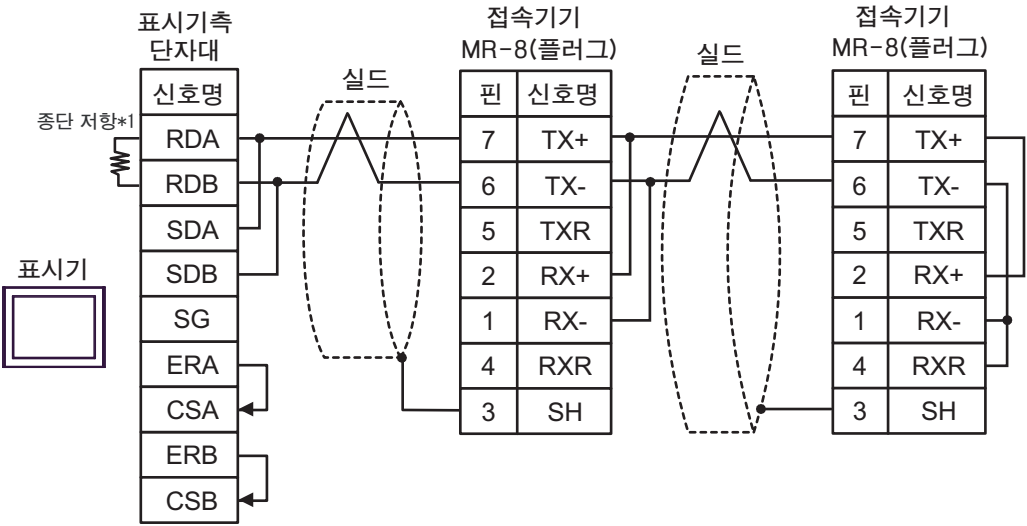 표시기측
단자대
접속기기
MR-8(플러그)
접속기기
MR-8(플러그)
실드
실드
종단 저항*1
표시기
신호명
RDA
RDB
SDA
SDB
SG
ERA
CSA
ERB
CSB
핀 신호명
7 TX+
6 TX-
5 TXR
2 RX+
1 RX-
4 RXR
3 SH
핀 신호명
7 TX+
6 TX-
5 TXR
2 RX+
1 RX-
4 RXR
3 SH